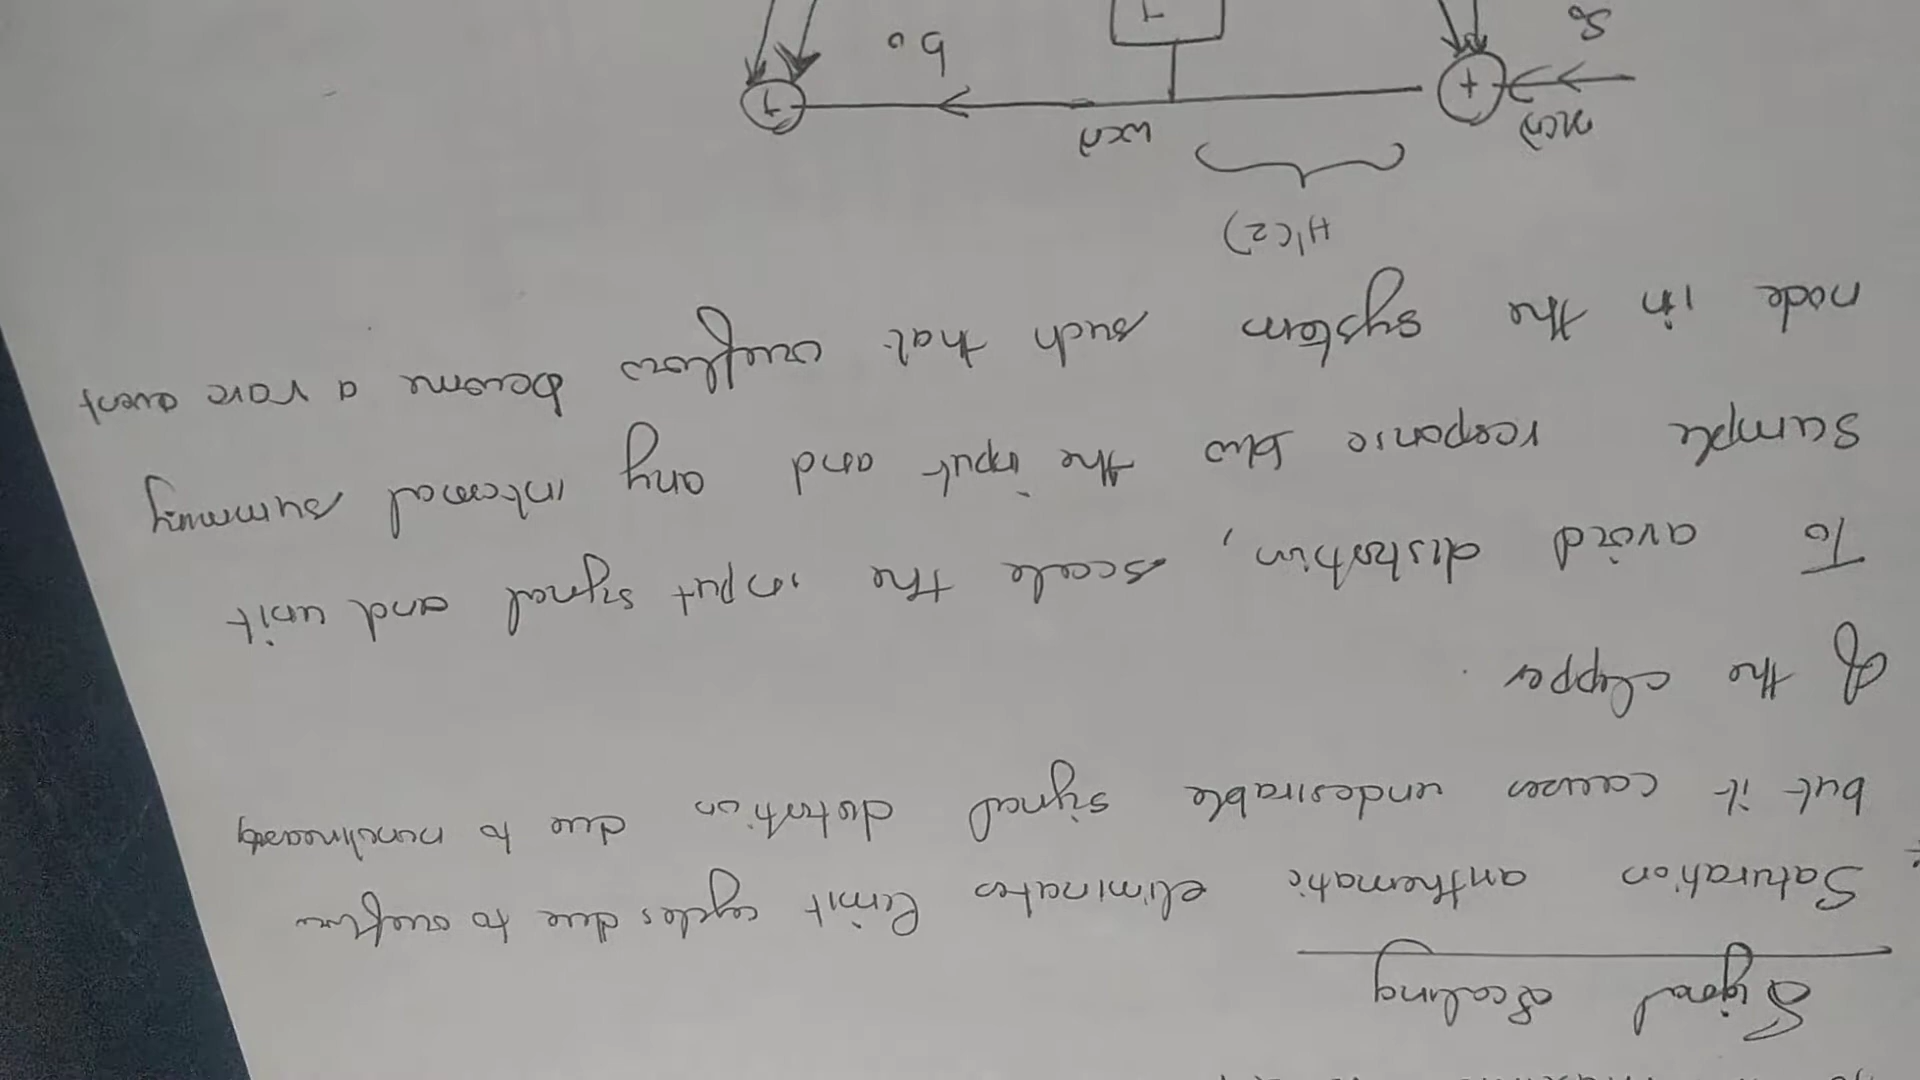 Signal Scaling
Saturation arithematic eliminates limit cycles due to overflow
but it causes undesirable signal distortion due to nonlinearity
of the clipper.
To avoid distortion, scale the input signal and unit
sample response b/w the input and any internal summing
node in the system such that overflow become a rare event
H'(z)
x(n) w(n)
+ +
S0 b0